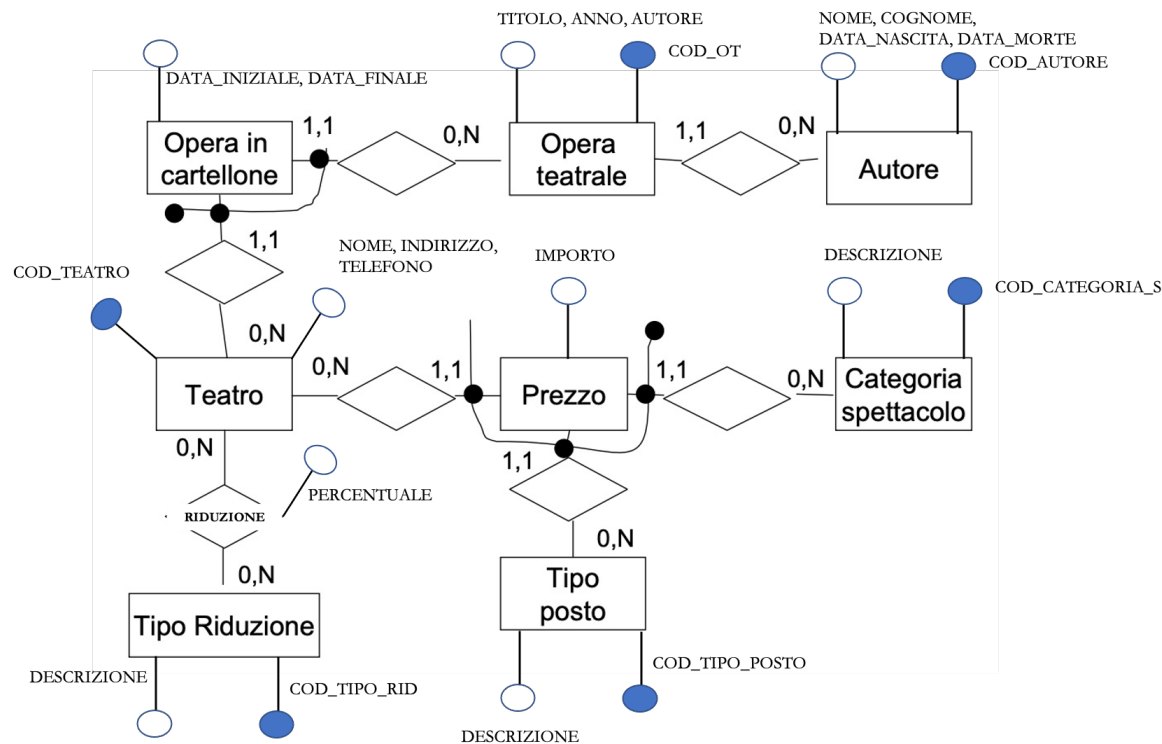 TITOLO, ANNO, AUTORE
NOME, COGNOME,
DATA_NASCITA, DATA_MORTE
COD_OT
COD_AUTORE
DATA_INIZIALE, DATA_FINALE
1,1
0,N
1,1
0,N
Opera in
cartellone
Opera
teatrale
Autore
1,1
NOME, INDIRIZZO,
TELEFONO
IMPORTO
DESCRIZIONE
COD_TEATRO
COD_CATEGORIA_S
0,N
0,N
1,1
1,1
0,N
Teatro
Prezzo
Categoria
spettacolo
0,N
1,1
PERCENTUALE
RIDUZIONE
0,N
0,N
Tipo
posto
Tipo Riduzione
DESCRIZIONE
COD_TIPO_RID
COD_TIPO_POSTO
DESCRIZIONE